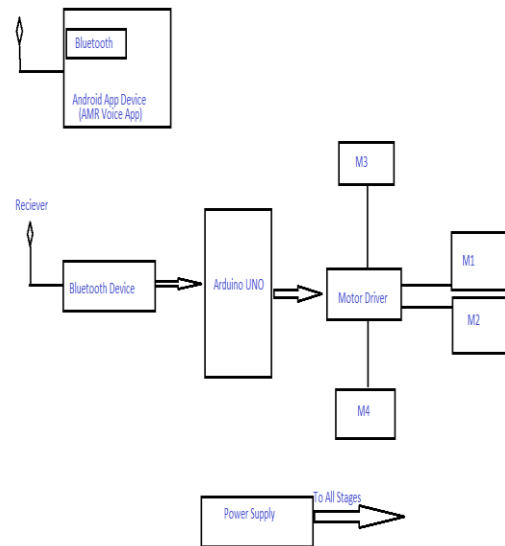 Bluetooth
Android App Device
(AMR Voice App)
M3
Reciever
Bluetooth Device
Arduino UNO
Motor Driver
M1
M2
M4
To All Stages
Power Supply